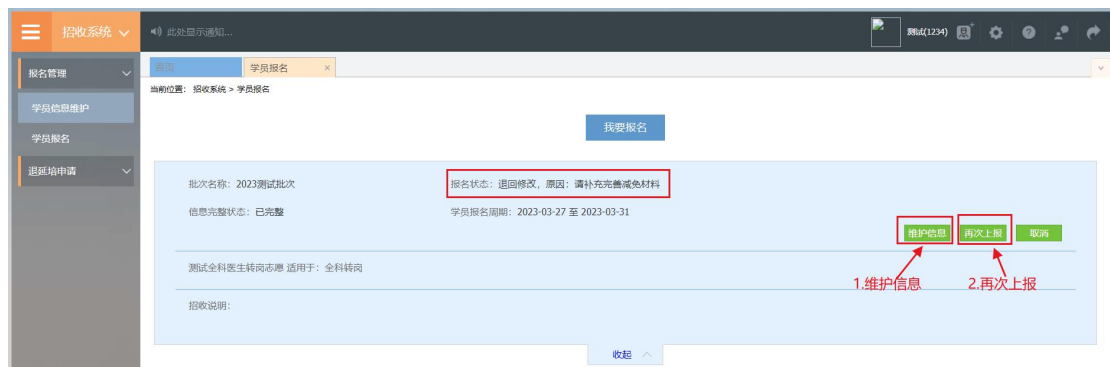 招收系统
此处显示通知...
测试(1234)
报名管理
首页
学员报名 ×
当前位置： 招收系统 > 学员报名
学员信息维护
我要报名
学员报名
退延培申请
批次名称：2023测试批次
报名状态：退回修改，原因：请补充完善减免材料
信息完整状态：已完整
学员报名周期：2023-03-27 至 2023-03-31
维护信息 再次上报 取消
测试全科医生转岗志愿 适用于：全科转岗
1.维护信息
2.再次上报
招收说明：
收起